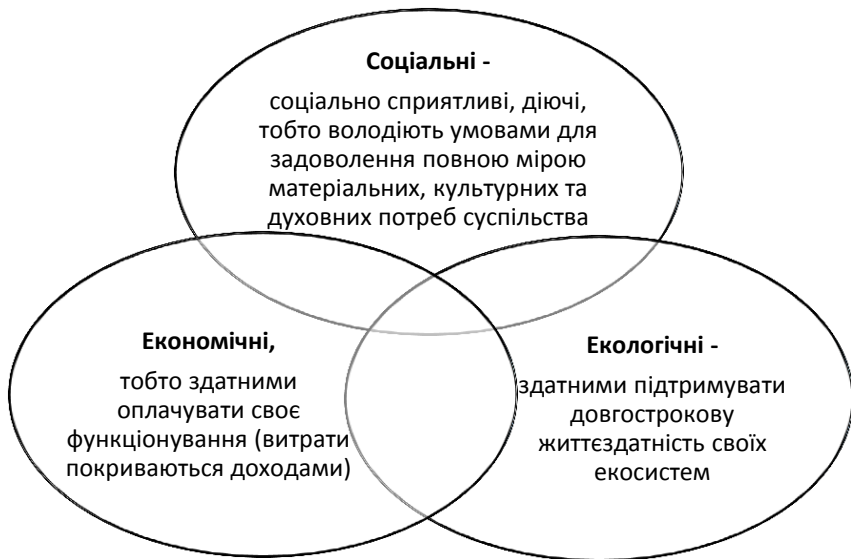 Соціальні -
соціально сприятливі, діючі,
тобто володіють умовами для
задоволення повною мірою
матеріальних, культурних та
духовних потреб суспільства
Економічні,
тобто здатними
оплачувати своє
функціонування (витрати
покриваються доходами)
Екологічні -
здатними підтримувати
довгострокову
життєздатність своїх
екосистем